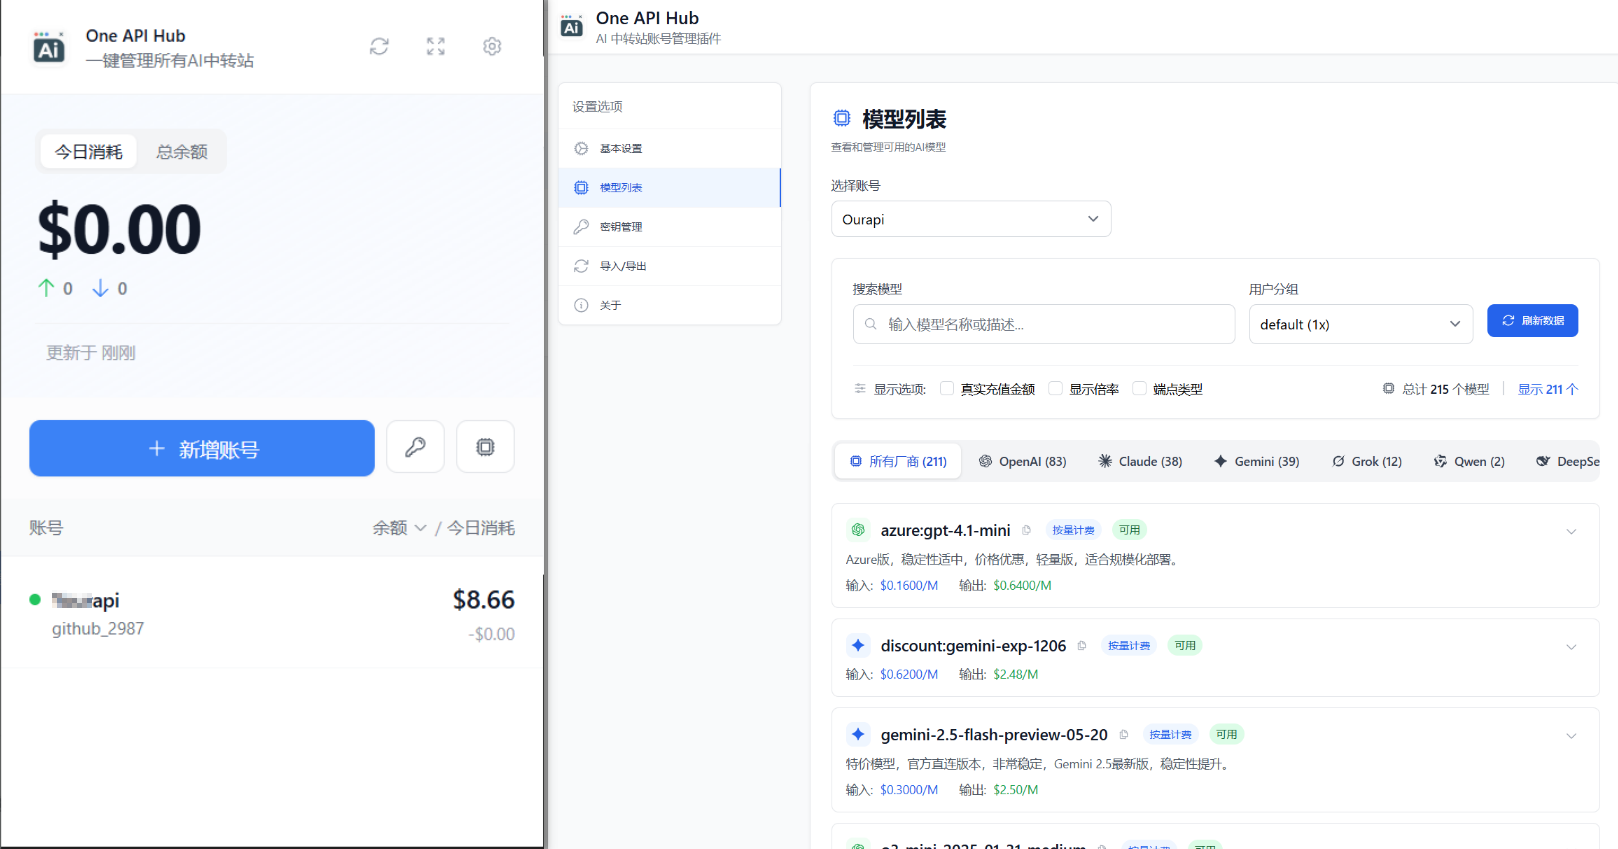 One API Hub
一键管理所有AI中转站
今日消耗 总余额
$0.00
0 0
更新于 刚刚
新增账号
账号 余额 / 今日消耗
api $8.66
github_2987 -$0.00
Ai One API Hub
AI 中转站账号管理插件
设置选项
基本设置
模型列表
密钥管理
导入/导出
关于
模型列表
查看和管理可用的AI模型
选择账号
Ourapi
搜索模型 用户分组
输入模型名称或描述... default (1x) 刷新数据
显示选项: 真实充值金额 显示倍率 端点类型 总计 215 个模型 显示 211 个
所有厂商 (211) OpenAI (83) Claude (38) Gemini (39) Grok (12) Qwen (2) DeepSe
azure:gpt-4.1-mini 按量计费 可用
Azure版，稳定性适中，价格优惠，轻量版，适合规模化部署。
输入: $0.1600/M 输出: $0.6400/M
discount:gemini-exp-1206 按量计费 可用
输入: $0.6200/M 输出: $2.48/M
gemini-2.5-flash-preview-05-20 按量计费 可用
特价模型，官方直连版本，非常稳定，Gemini 2.5最新版，稳定性提升。
输入: $0.3000/M 输出: $2.50/M
o3-mini-2025-01-31-medium 按量计费 可用